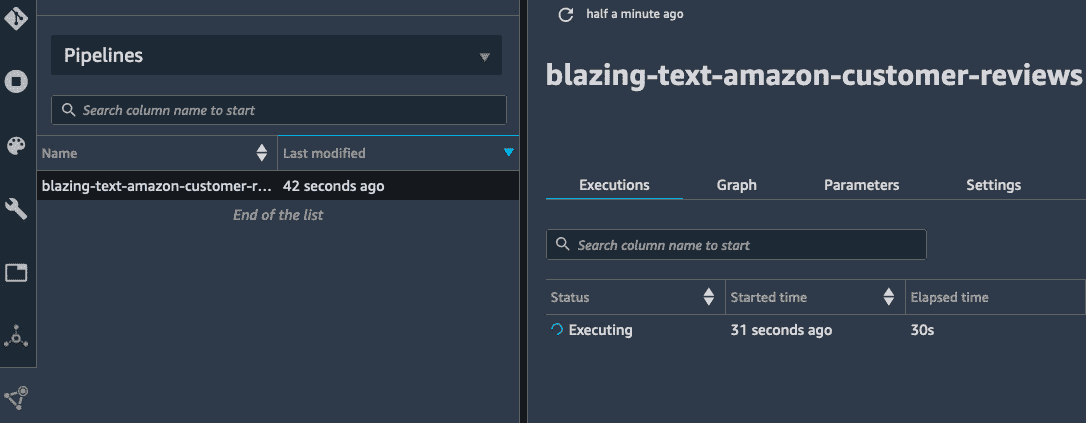 Pipelines
Search column name to start
Name
Last modified
blazing-text-amazon-customer-r...
42 seconds ago
End of the list
half a minute ago
blazing-text-amazon-customer-reviews
Executions
Graph
Parameters
Settings
Search column name to start
Status
Started time
Elapsed time
Executing
31 seconds ago
30s